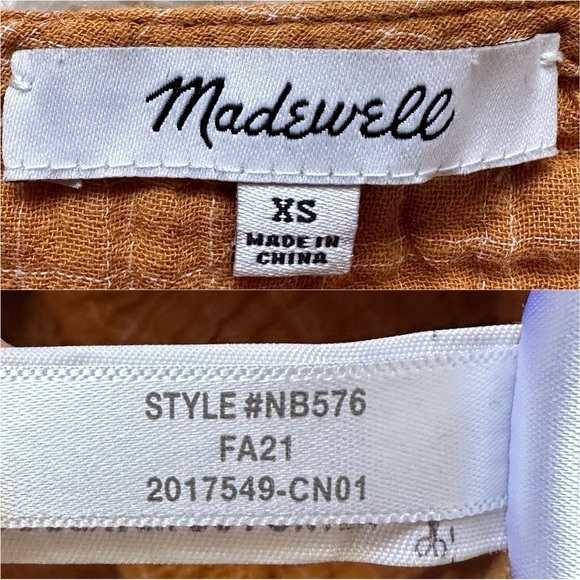 Madewell
XS
MADE IN
CHINA
STYLE #NB576
FA21
2017549-CN01